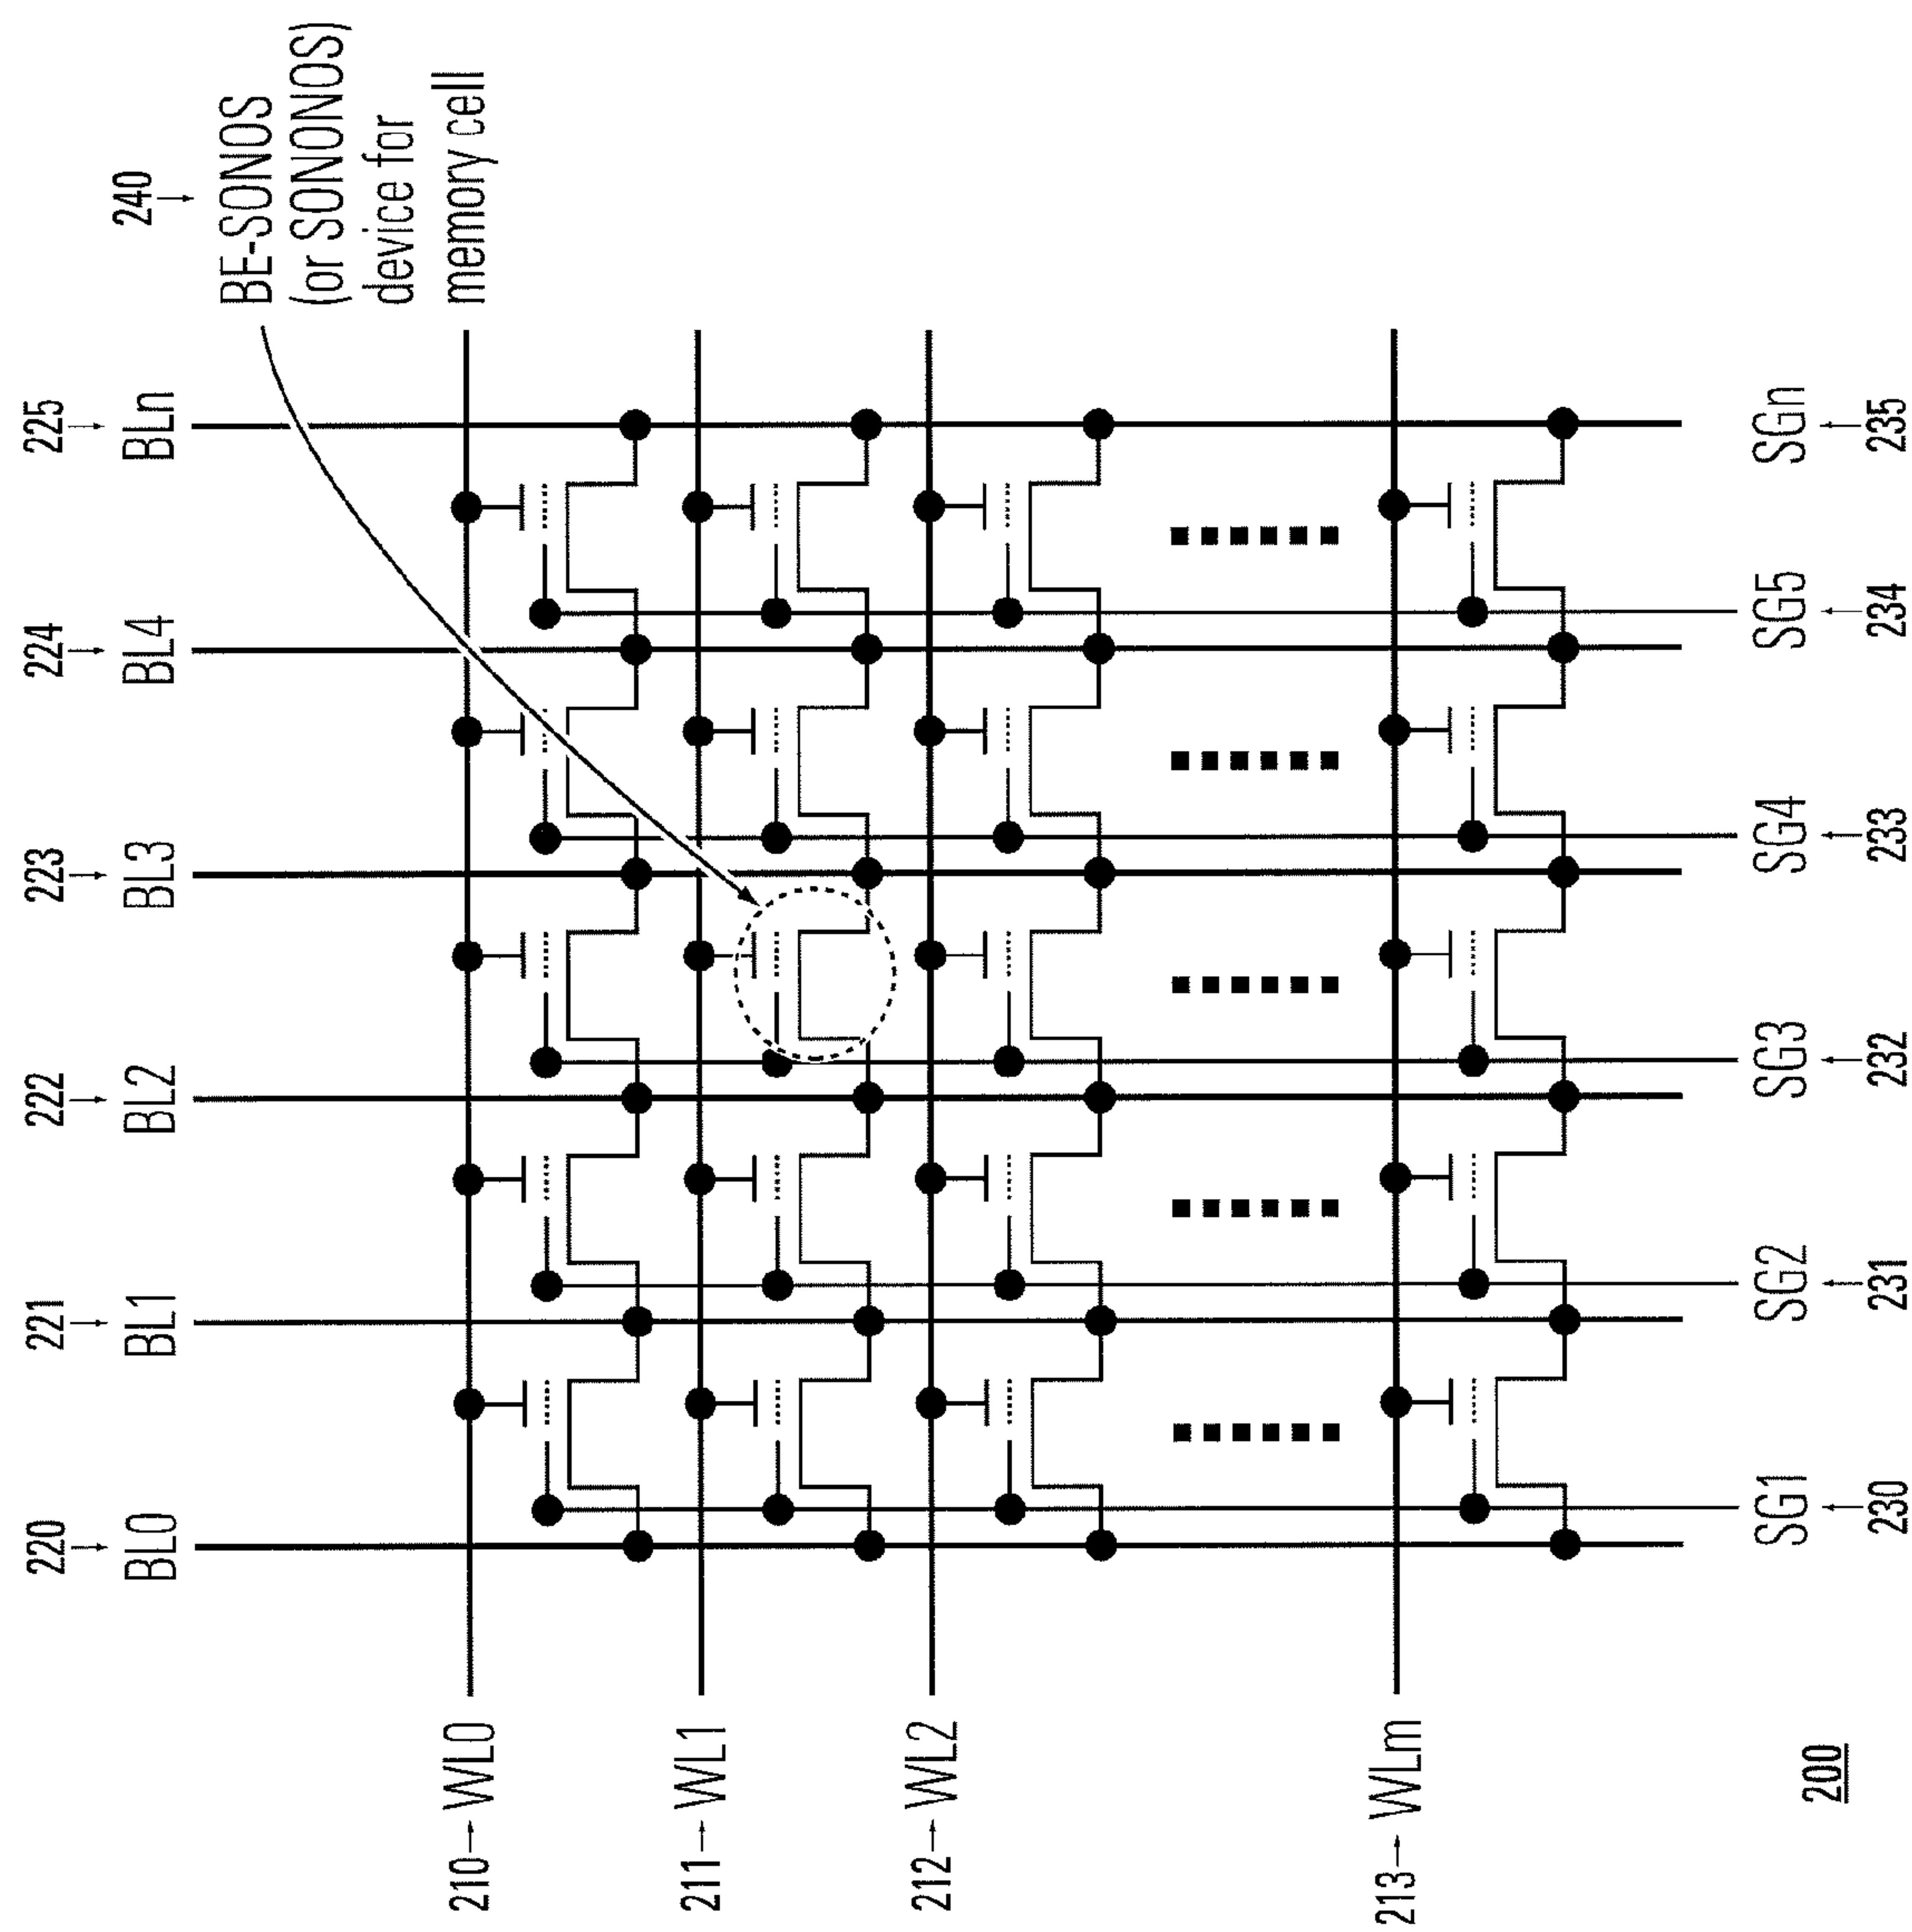 220 221 222 223 224 225
BL0 BL1 BL2 BL3 BL4 BLn
240
BE-SONOS
(or SONONOS)
device for
memory cell
210→WL0
211→WL1
212→WL2
213→WLm
SG1 SG2 SG3 SG4 SG5 SGn
230 231 232 233 234 235
200